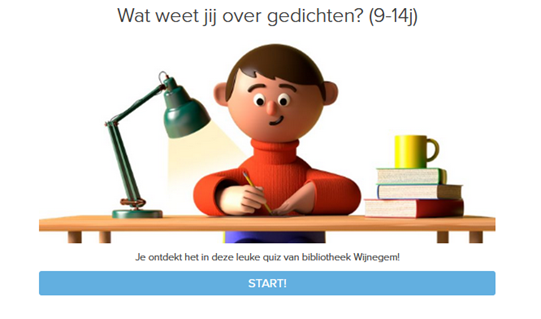 Wat weet jij over gedichten? (9-14j)
Je ontdekt het in deze leuke quiz van bibliotheek Wijnegem!
START!